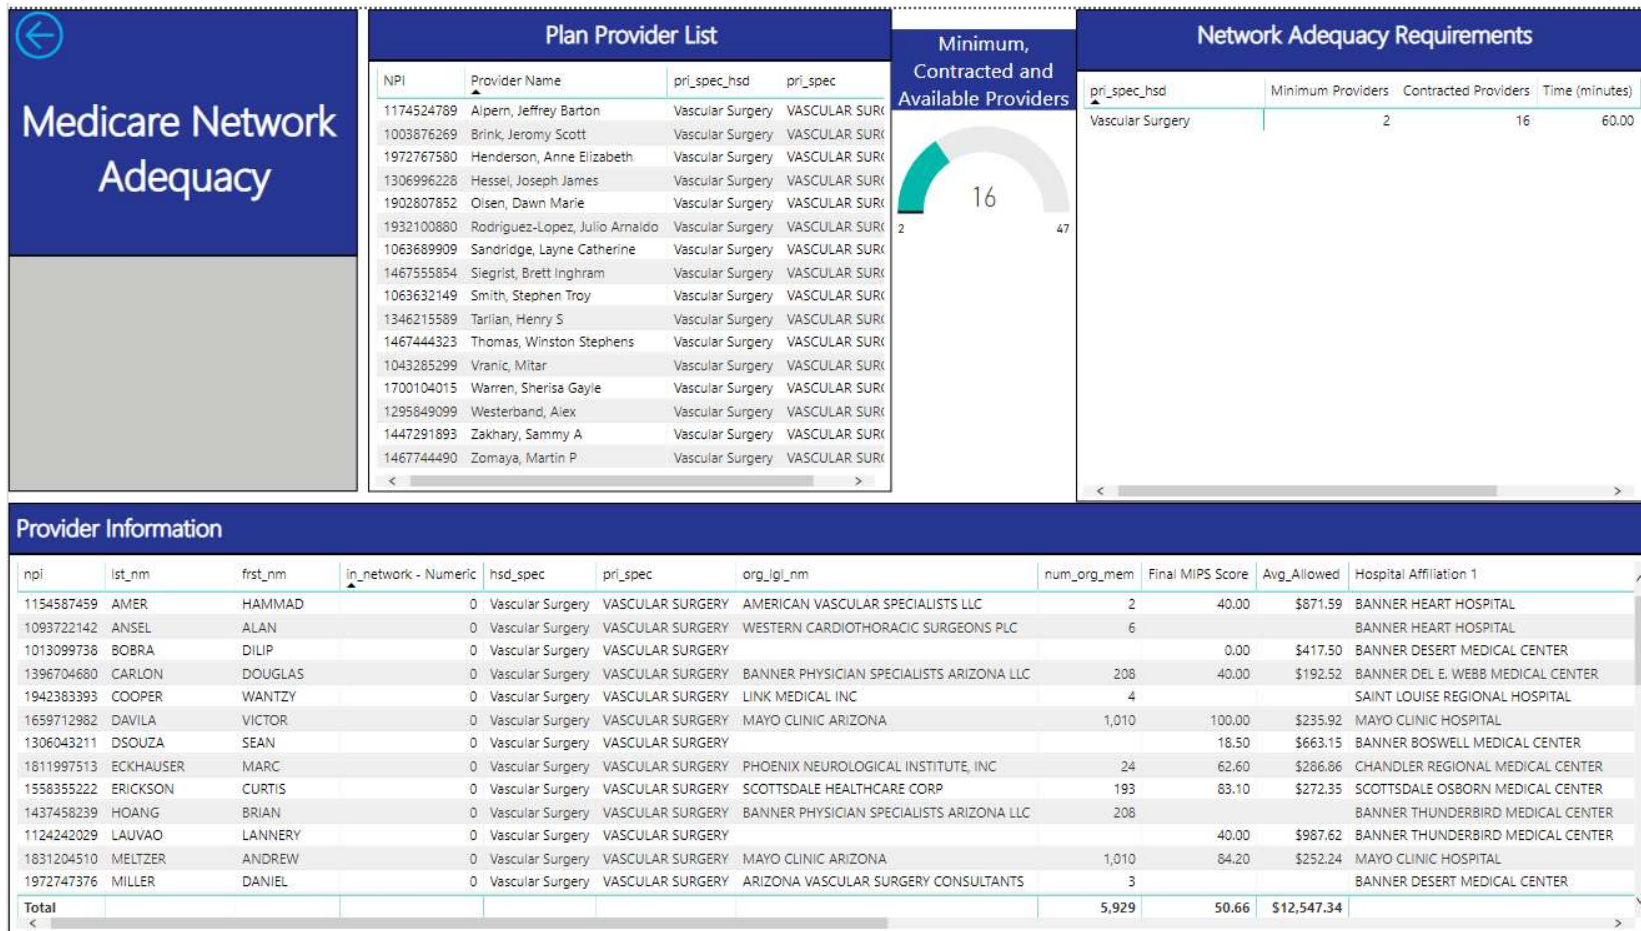 Medicare Network
Adequacy
Plan Provider List
NPI Provider Name pri_spec_hsd pri_spec
1174524789 Alpern, Jeffrey Barton Vascular Surgery VASCULAR SUR
1003876269 Brink, Jeromy Scott Vascular Surgery VASCULAR SUR
1972767580 Henderson, Anne Elizabeth Vascular Surgery VASCULAR SUR
1306996228 Hessel, Joseph James Vascular Surgery VASCULAR SUR
1902807852 Olsen, Dawn Marie Vascular Surgery VASCULAR SUR
1932100880 Rodriguez-Lopez, Julio Arnaldo Vascular Surgery VASCULAR SUR
1063689909 Sandridge, Layne Catherine Vascular Surgery VASCULAR SUR
1467555854 Siegrist, Brett Inghram Vascular Surgery VASCULAR SUR
1063632149 Smith, Stephen Troy Vascular Surgery VASCULAR SUR
1346215589 Tarlian, Henry S Vascular Surgery VASCULAR SUR
1467444323 Thomas, Winston Stephens Vascular Surgery VASCULAR SUR
1043285299 Vranic, Mitar Vascular Surgery VASCULAR SUR
1700104015 Warren, Sherisa Gayle Vascular Surgery VASCULAR SUR
1295849099 Westerband, Alex Vascular Surgery VASCULAR SUR
1447291893 Zakhary, Sammy A Vascular Surgery VASCULAR SUR
1467744490 Zomaya, Martin P Vascular Surgery VASCULAR SUR
Minimum,
Contracted and
Available Providers
16
2 47
Network Adequacy Requirements
pri_spec_hsd Minimum Providers Contracted Providers Time (minutes)
Vascular Surgery 2 16 60.00
Provider Information
npi lst_nm frst_nm in_network - Numeric hsd_spec pri_spec org_lgl_nm num_org_mem Final MIPS Score Avg_Allowed Hospital Affiliation 1
1154587459 AMER HAMMAD 0 Vascular Surgery VASCULAR SURGERY AMERICAN VASCULAR SPECIALISTS LLC 2 40.00 $871.59 BANNER HEART HOSPITAL
1093722142 ANSEL ALAN 0 Vascular Surgery VASCULAR SURGERY WESTERN CARDIOTHORACIC SURGEONS PLC 6 BANNER HEART HOSPITAL
1013099738 BOBRA DILIP 0 Vascular Surgery VASCULAR SURGERY 0.00 $417.50 BANNER DESERT MEDICAL CENTER
1396704680 CARLON DOUGLAS 0 Vascular Surgery VASCULAR SURGERY BANNER PHYSICIAN SPECIALISTS ARIZONA LLC 208 40.00 $192.52 BANNER DEL E. WEBB MEDICAL CENTER
1942383393 COOPER WANTZY 0 Vascular Surgery VASCULAR SURGERY LINK MEDICAL INC 4 SAINT LOUISE REGIONAL HOSPITAL
1659712982 DAVILA VICTOR 0 Vascular Surgery VASCULAR SURGERY MAYO CLINIC ARIZONA 1,010 100.00 $235.92 MAYO CLINIC HOSPITAL
1306043211 DSOUZA SEAN 0 Vascular Surgery VASCULAR SURGERY 18.50 $663.15 BANNER BOSWELL MEDICAL CENTER
1811997513 ECKHAUSER MARC 0 Vascular Surgery VASCULAR SURGERY PHOENIX NEUROLOGICAL INSTITUTE, INC 24 62.60 $286.86 CHANDLER REGIONAL MEDICAL CENTER
1558355222 ERICKSON CURTIS 0 Vascular Surgery VASCULAR SURGERY SCOTTSDALE HEALTHCARE CORP 193 83.10 $272.35 SCOTTSDALE OSBORN MEDICAL CENTER
1437458239 HOANG BRIAN 0 Vascular Surgery VASCULAR SURGERY BANNER PHYSICIAN SPECIALISTS ARIZONA LLC 208 BANNER THUNDERBIRD MEDICAL CENTER
1124242029 LAUVAO LANNERY 0 Vascular Surgery VASCULAR SURGERY 40.00 $987.62 BANNER THUNDERBIRD MEDICAL CENTER
1831204510 MELTZER ANDREW 0 Vascular Surgery VASCULAR SURGERY MAYO CLINIC ARIZONA 1,010 84.20 $252.24 MAYO CLINIC HOSPITAL
1972747376 MILLER DANIEL 0 Vascular Surgery VASCULAR SURGERY ARIZONA VASCULAR SURGERY CONSULTANTS 3 BANNER DESERT MEDICAL CENTER
Total 5,929 50.66 $12,547.34